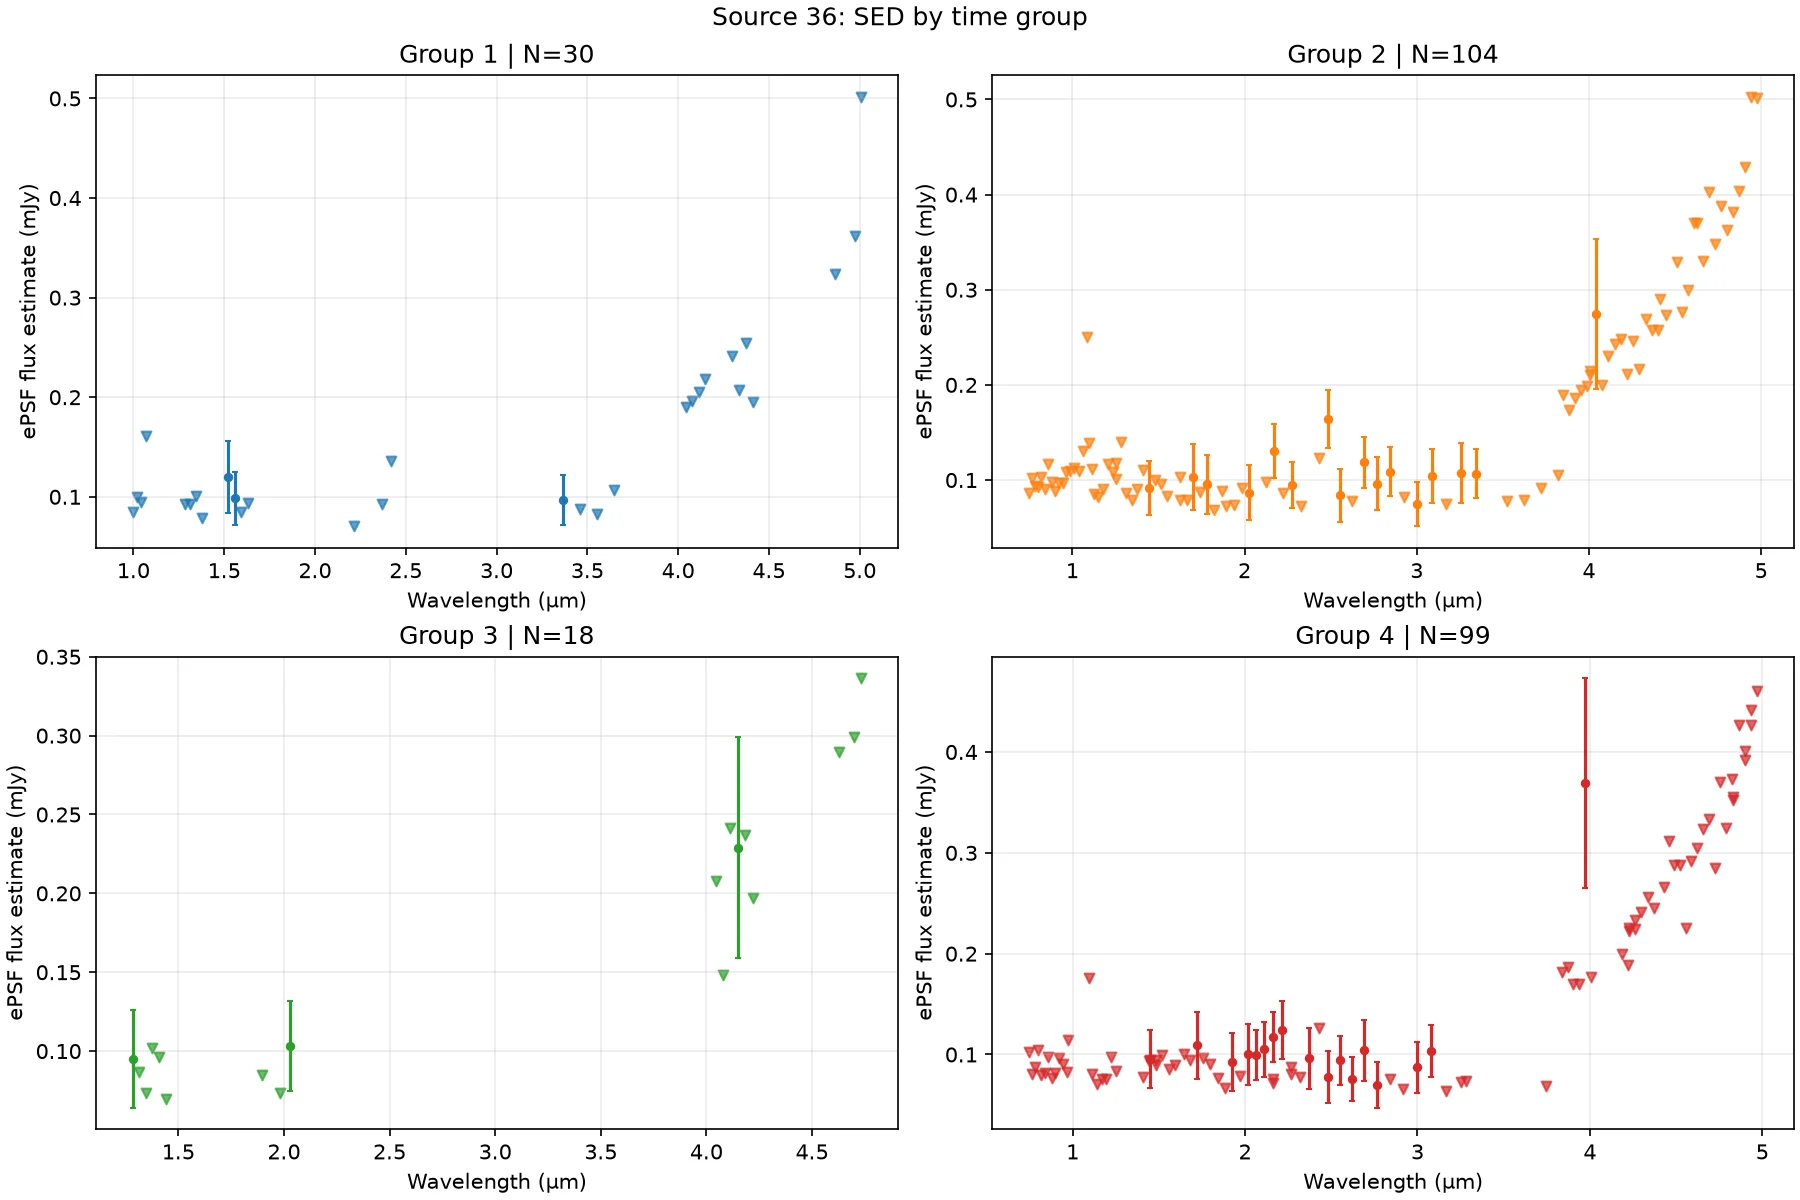 Source 36: SED by time group
Group 1 | N=30
0.5
0.4
0.3
0.2
0.1
ePSF flux estimate (mJy)
1.0 1.5 2.0 2.5 3.0 3.5 4.0 4.5 5.0
Wavelength (μm)
Group 2 | N=104
0.5
0.4
0.3
0.2
0.1
ePSF flux estimate (mJy)
1 2 3 4 5
Wavelength (μm)
Group 3 | N=18
0.35
0.30
0.25
0.20
0.15
0.10
ePSF flux estimate (mJy)
1.5 2.0 2.5 3.0 3.5 4.0 4.5
Wavelength (μm)
Group 4 | N=99
0.4
0.3
0.2
0.1
ePSF flux estimate (mJy)
1 2 3 4 5
Wavelength (μm)